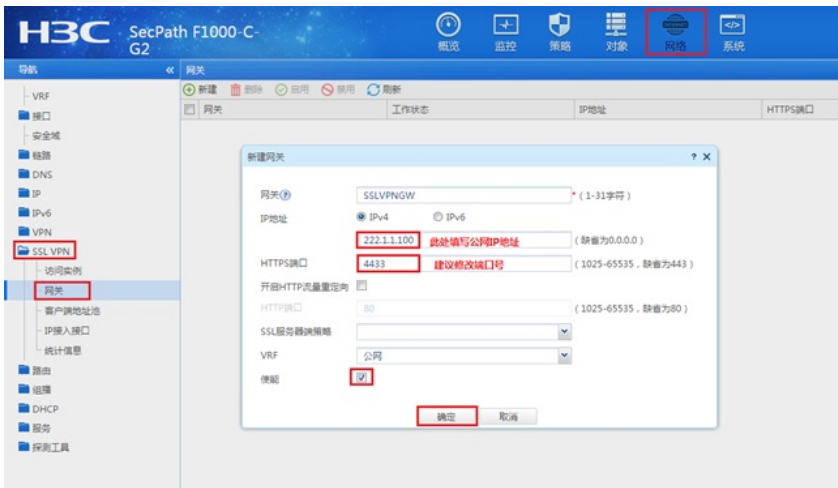 H3C SecPath F1000-C-G2
概览 监控 策略 对象 网络 系统
导航 «
网关
新建 删除 启用 禁用 刷新
网关 工作状态 IP地址 HTTPS端口
VRF
接口
安全域
链路
DNS
IP
IPv6
VPN
SSL VPN
访问实例
网关
客户端地址池
IP接入接口
统计信息
路由
组播
DHCP
服务
探测工具
新建网关 ? X
网关 ? SSLVPNGW * (1-31字符)
IP地址 IPv4 IPv6
222.1.1.100 此处填写公网IP地址 (缺省为0.0.0.0)
HTTPS端口 4433 建议修改端口号 (1025-65535,缺省为443)
开启HTTP流量重定向
HTTP端口 80 (1025-65535,缺省为80)
SSL服务器端策略
VRF 公网
使能
确定 取消